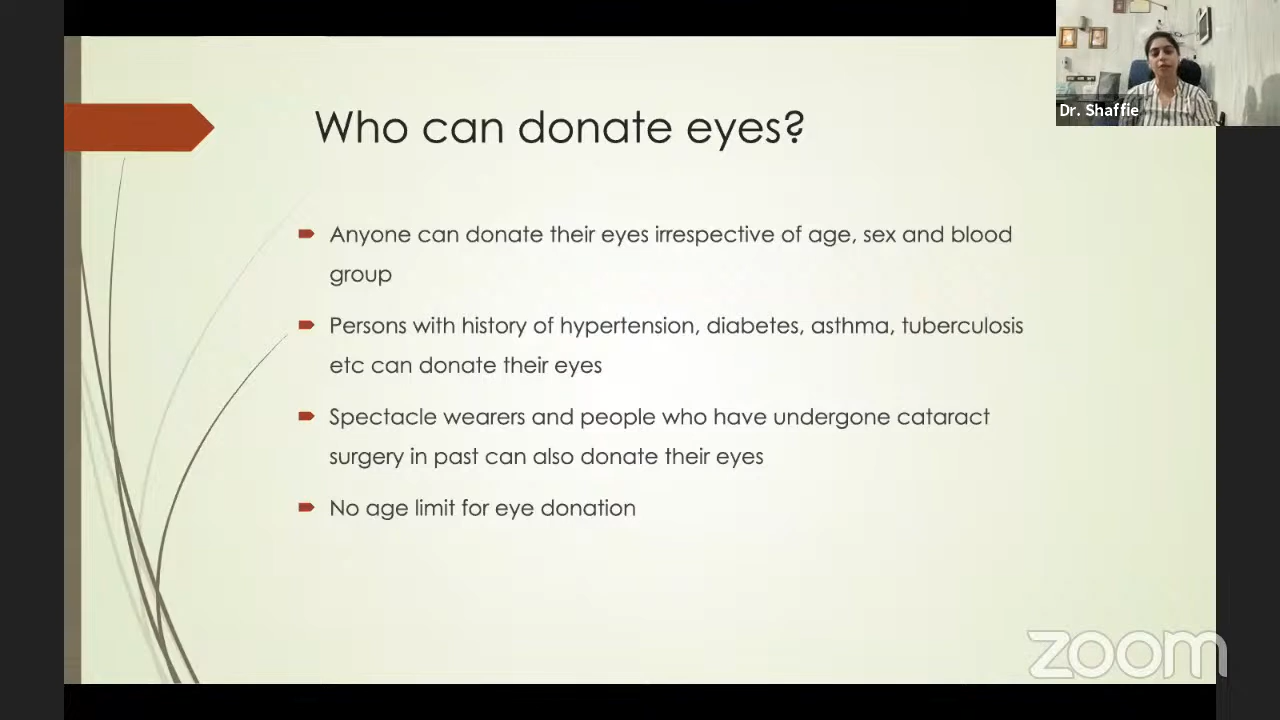 Who can donate eyes?
Anyone can donate their eyes irrespective of age, sex and blood
group
Persons with history of hypertension, diabetes, asthma, tuberculosis
etc can donate their eyes
Spectacle wearers and people who have undergone cataract
surgery in past can also donate their eyes
No age limit for eye donation
Dr. Shaffie
zoom